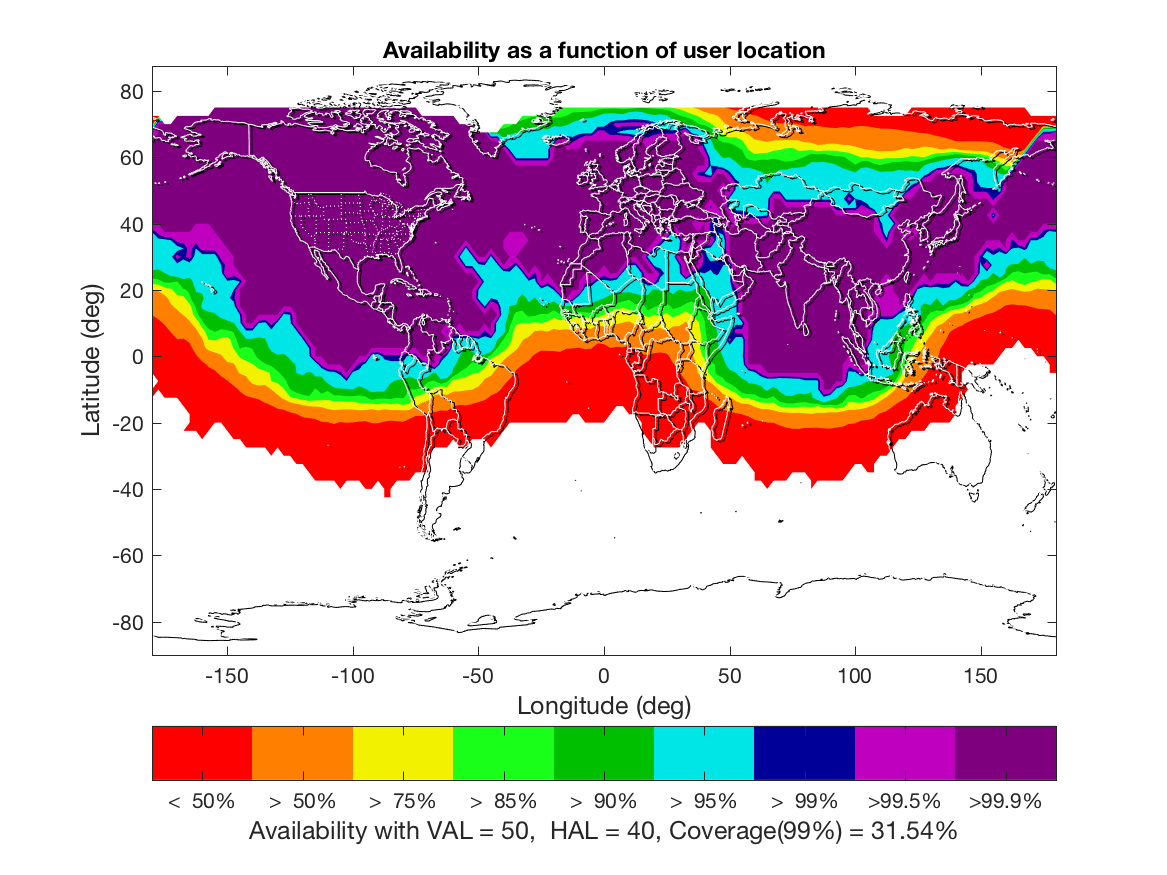 Availability as a function of user location
80
60
40
20
0
-20
-40
-60
-80
Latitude (deg)
-150 -100 -50 0 50 100 150
Longitude (deg)
< 50% > 50% > 75% > 85% > 90% > 95% > 99% >99.5% >99.9%
Availability with VAL = 50, HAL = 40, Coverage(99%) = 31.54%